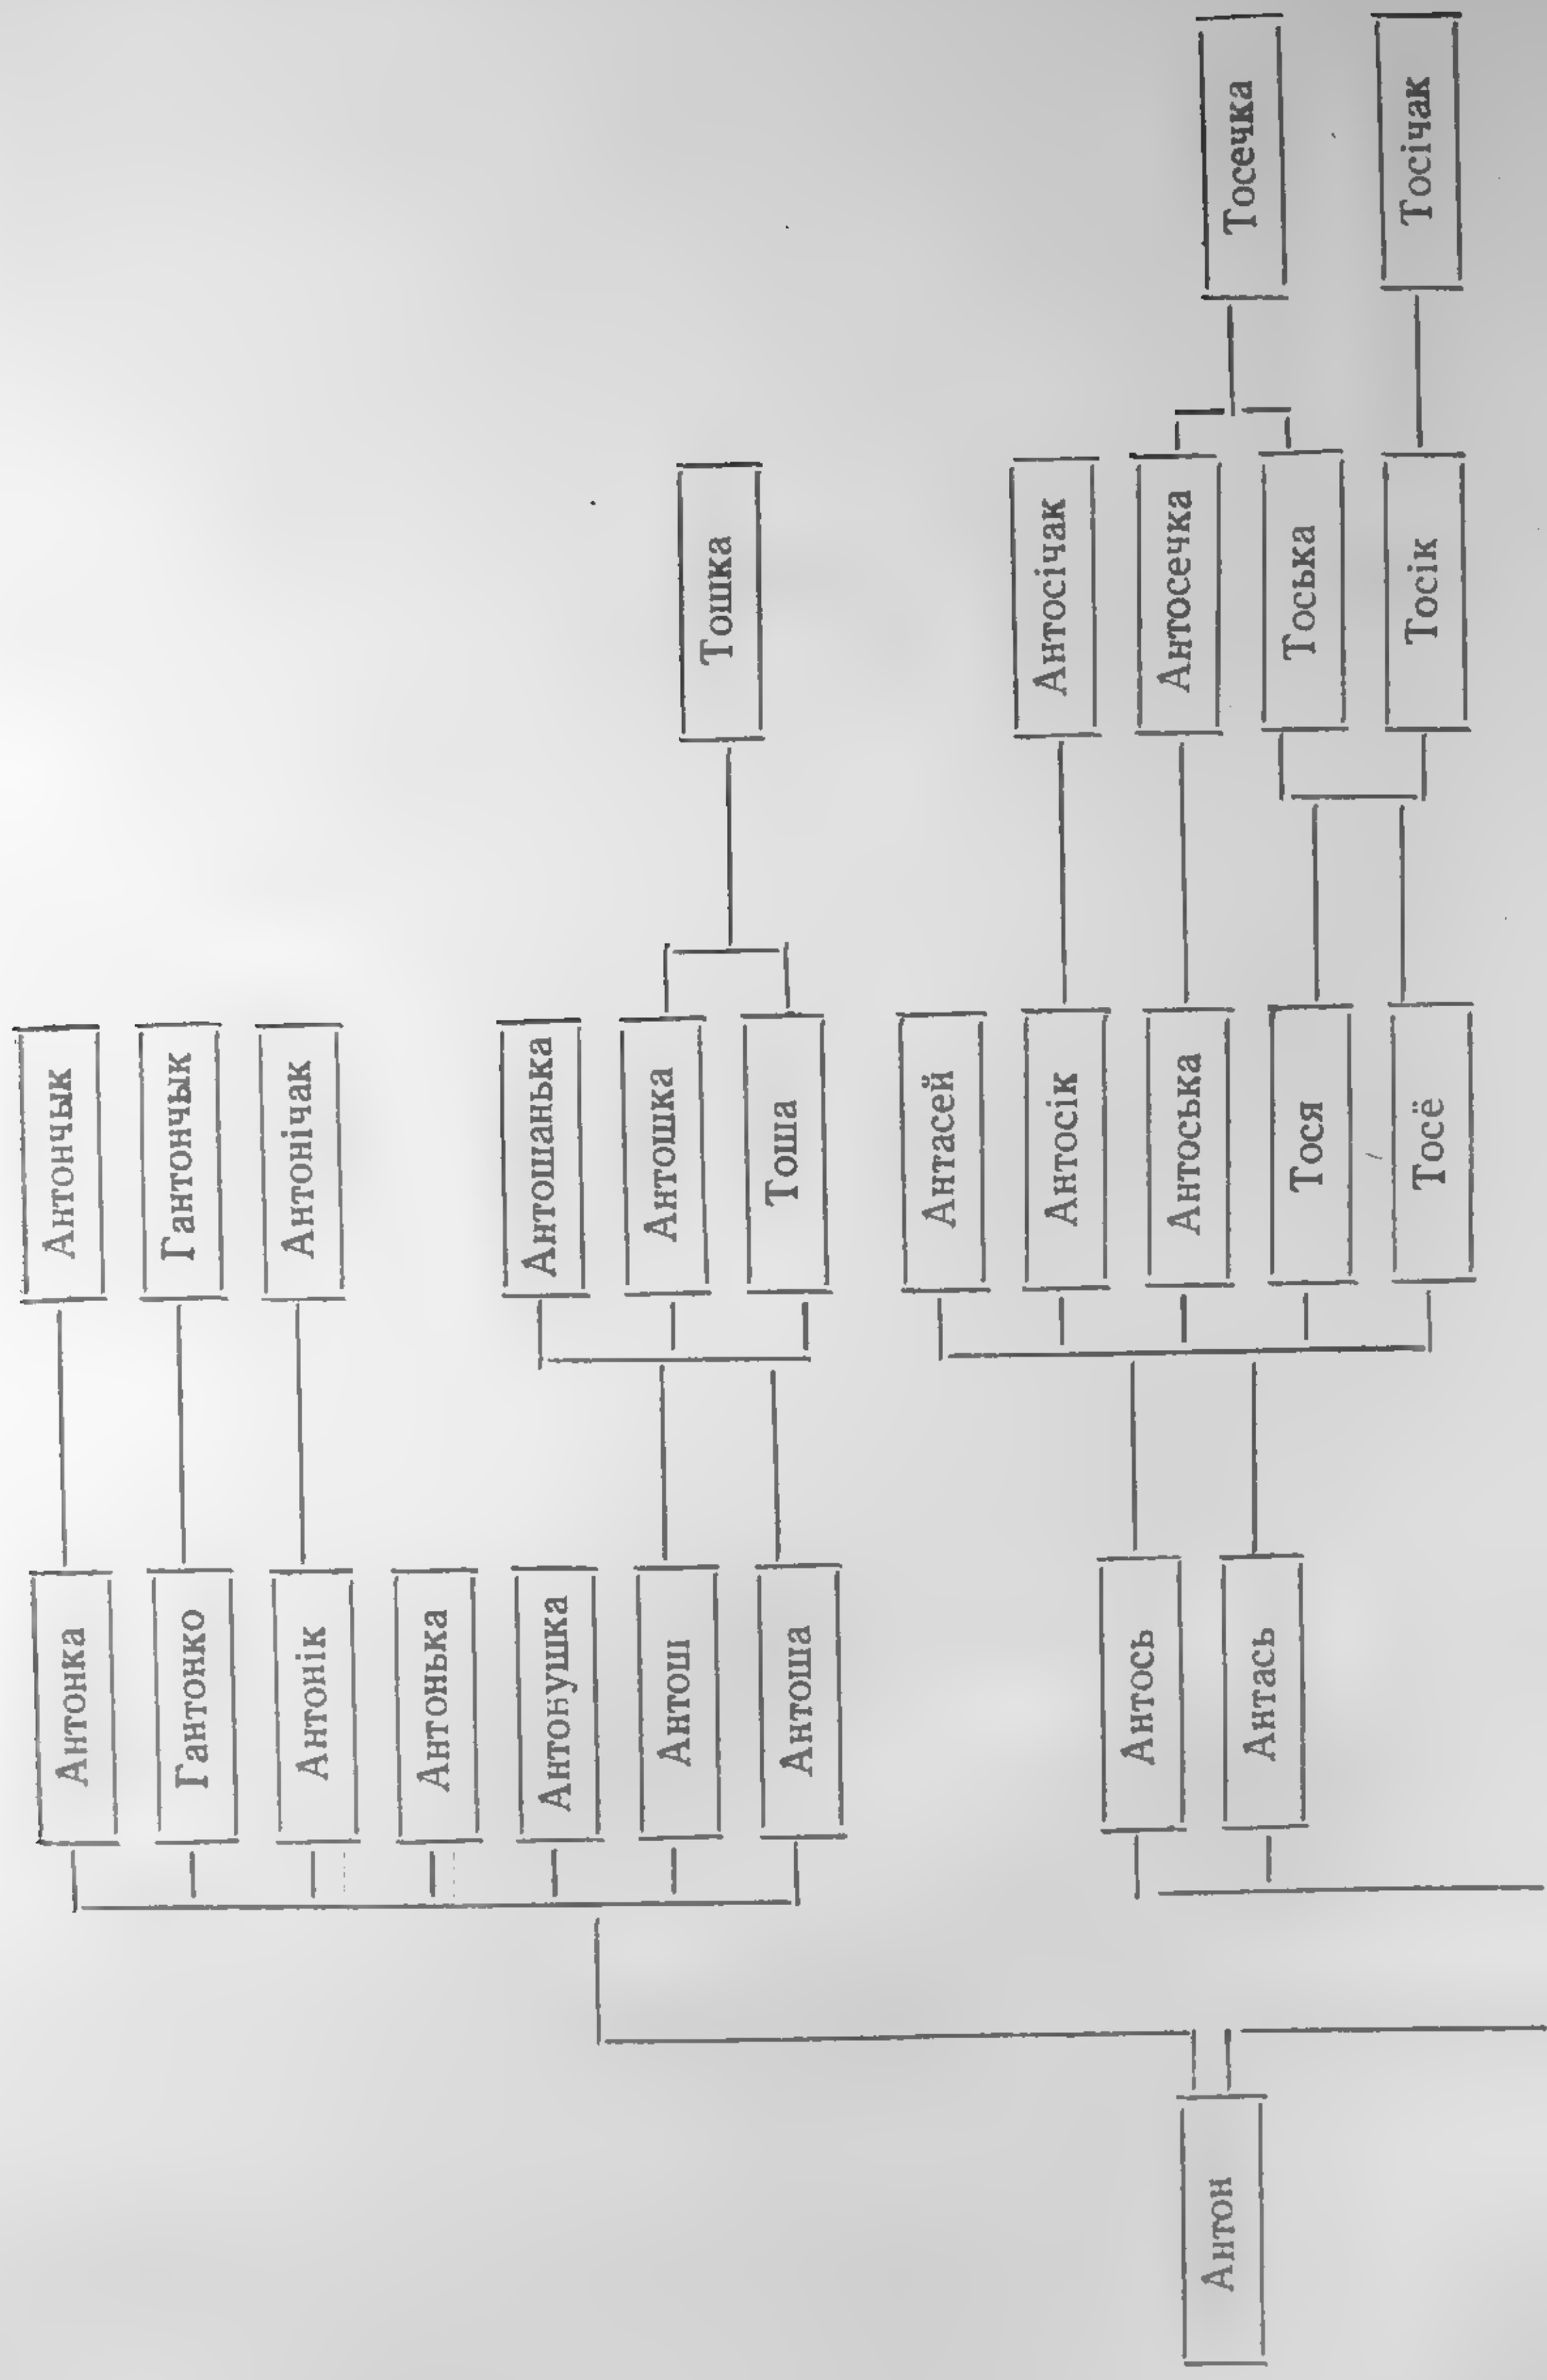 Антон
Антонка
Гантонко
Антонік
Антонька
Антонушка
Антош
Антоша
Антось
Антась
Антончык
Гантончык
Антонічак
Антошанька
Антошка
Тоша
Антасей
Антосік
Антоська
Тося
Тосё
Тошка
Антосічак
Антосечка
Тоська
Тосік
Тосечка
Тосічак